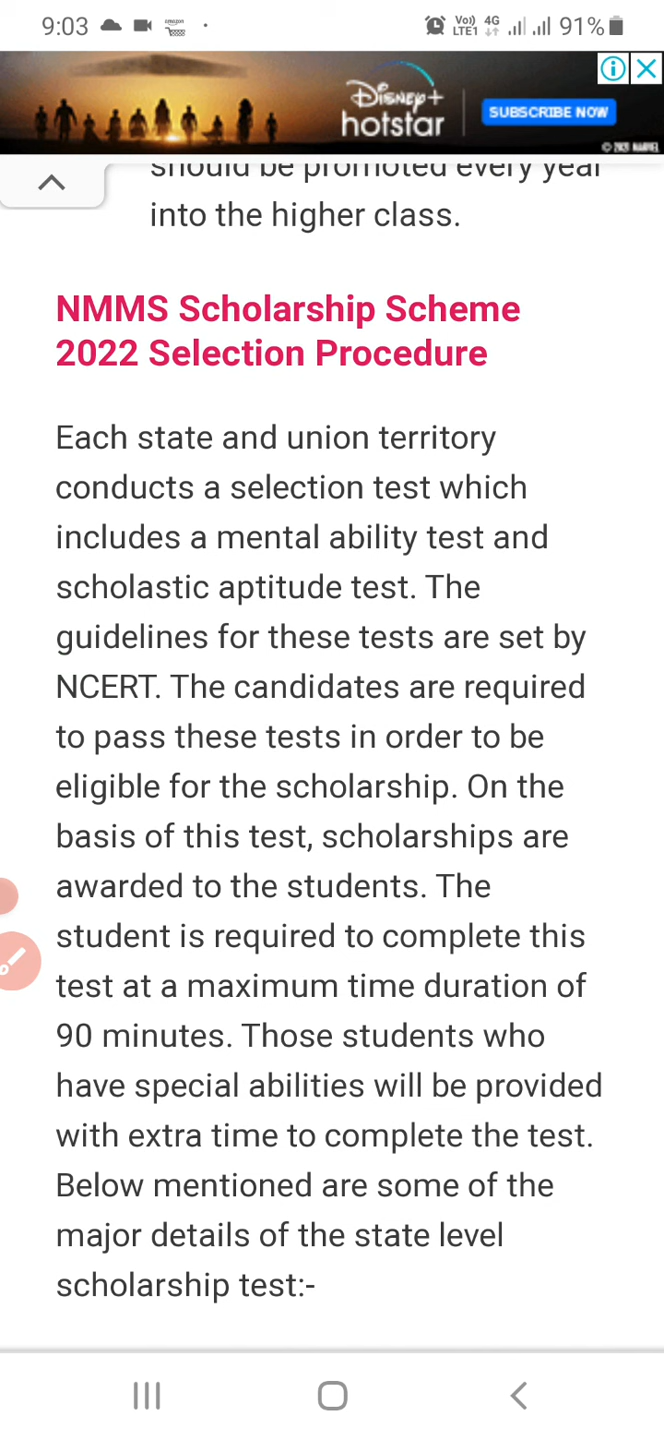 9:03
Vo)) 4G
LTE1
91%
Disney+
hotstar
SUBSCRIBE NOW
should be promoted every year
into the higher class.
NMMS Scholarship Scheme
2022 Selection Procedure
Each state and union territory
conducts a selection test which
includes a mental ability test and
scholastic aptitude test. The
guidelines for these tests are set by
NCERT. The candidates are required
to pass these tests in order to be
eligible for the scholarship. On the
basis of this test, scholarships are
awarded to the students. The
student is required to complete this
test at a maximum time duration of
90 minutes. Those students who
have special abilities will be provided
with extra time to complete the test.
Below mentioned are some of the
major details of the state level
scholarship test:-